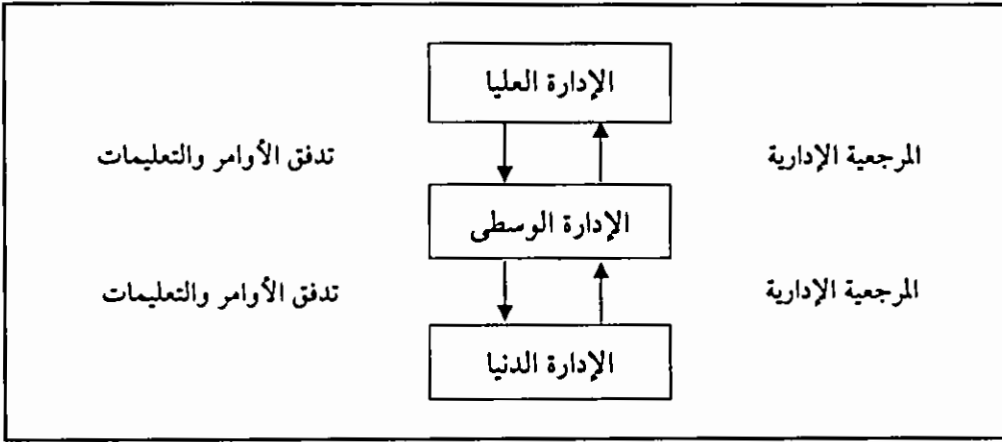 الإدارة العليا
المرجعية الإدارية
تدفق الأوامر والتعليمات
الإدارة الوسطى
المرجعية الإدارية
تدفق الأوامر والتعليمات
الإدارة الدنيا